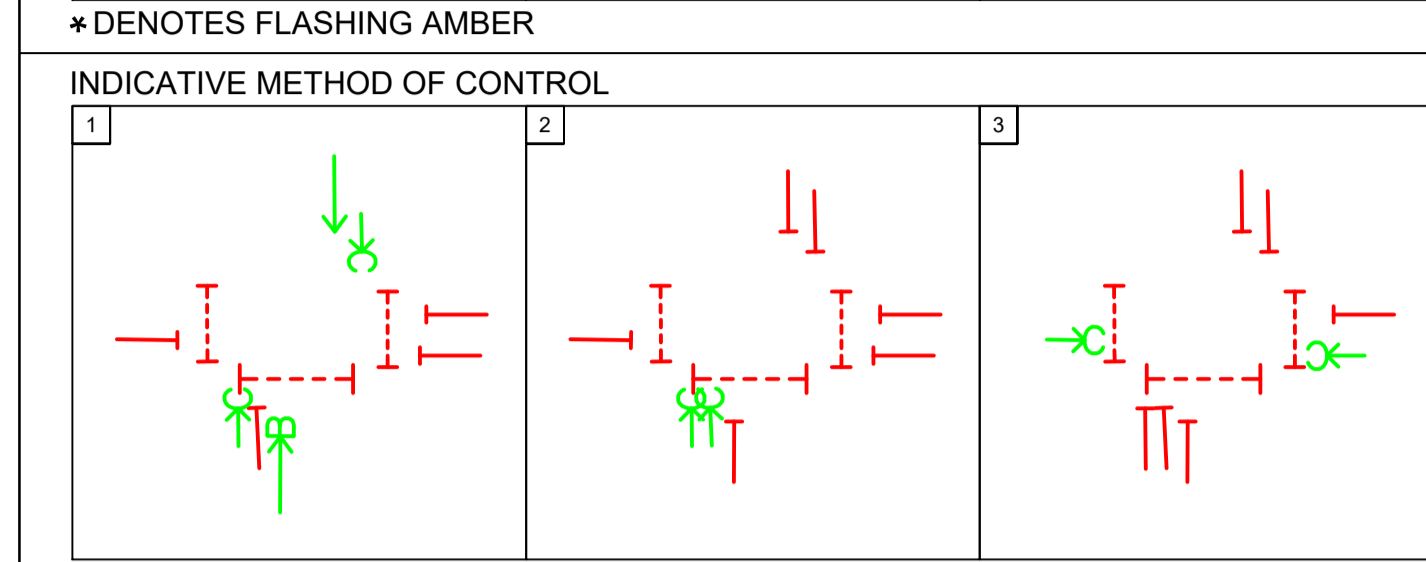 * DENOTES FLASHING AMBER
INDICATIVE METHOD OF CONTROL
1
2
3
C
C
B
C
C
C
C